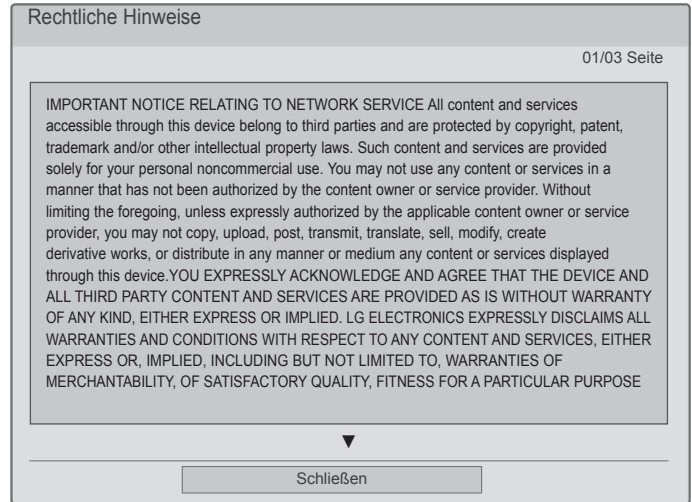 Rechtliche Hinweise
01/03 Seite
IMPORTANT NOTICE RELATING TO NETWORK SERVICE All content and services
accessible through this device belong to third parties and are protected by copyright, patent,
trademark and/or other intellectual property laws. Such content and services are provided
solely for your personal noncommercial use. You may not use any content or services in a
manner that has not been authorized by the content owner or service provider. Without
limiting the foregoing, unless expressly authorized by the applicable content owner or service
provider, you may not copy, upload, post, transmit, translate, sell, modify, create
derivative works, or distribute in any manner or medium any content or services displayed
through this device.YOU EXPRESSLY ACKNOWLEDGE AND AGREE THAT THE DEVICE AND
ALL THIRD PARTY CONTENT AND SERVICES ARE PROVIDED AS IS WITHOUT WARRANTY
OF ANY KIND, EITHER EXPRESS OR IMPLIED. LG ELECTRONICS EXPRESSLY DISCLAIMS ALL
WARRANTIES AND CONDITIONS WITH RESPECT TO ANY CONTENT AND SERVICES, EITHER
EXPRESS OR, IMPLIED, INCLUDING BUT NOT LIMITED TO, WARRANTIES OF
MERCHANTABILITY, OF SATISFACTORY QUALITY, FITNESS FOR A PARTICULAR PURPOSE
▼
Schließen